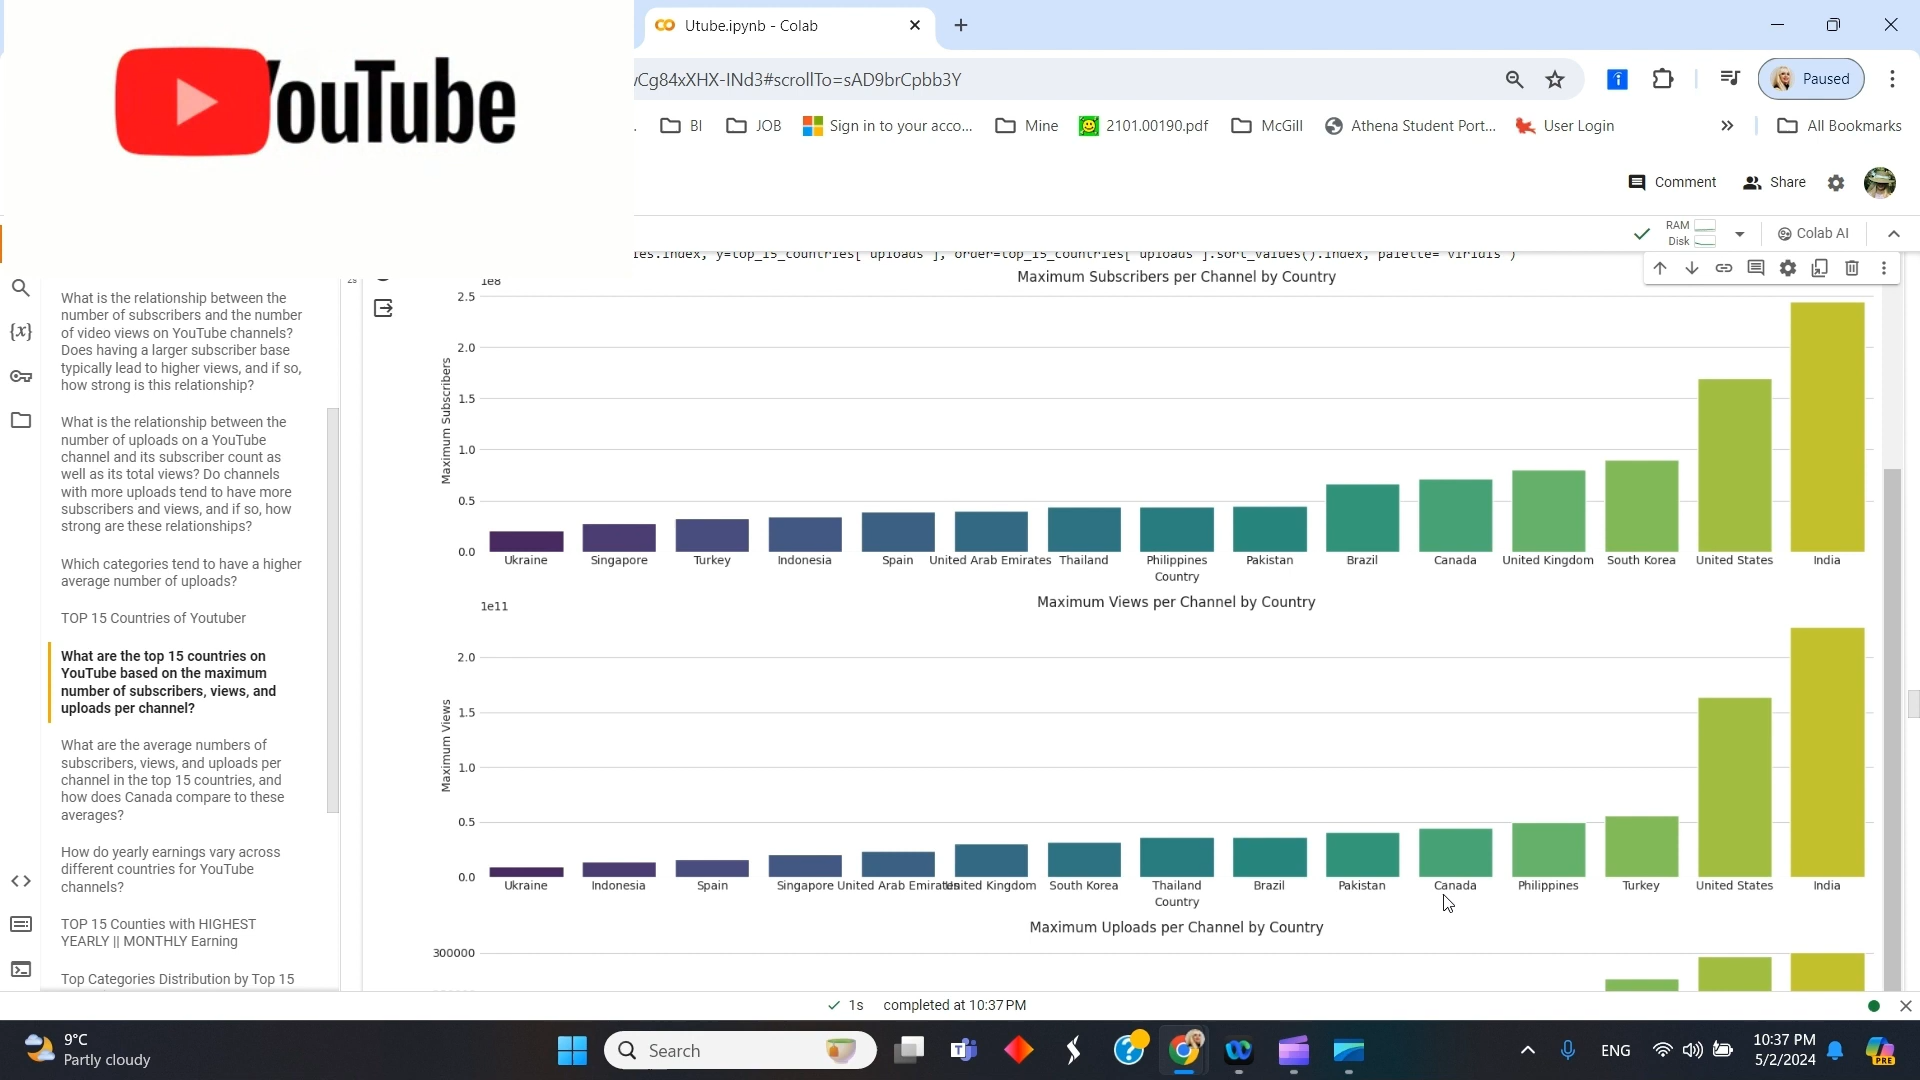 YouTube
Utube.ipynb - Colab
Cg84xXHX-INd3#scrollTo=sAD9brCpbb3Y
Paused
BI
JOB
Sign in to your acco...
Mine
2101.00190.pdf
McGill
Athena Student Port...
User Login
All Bookmarks
Comment
Share
RAM
Disk
Colab AI
es.index, y=top_15_countries['uploads'], order=top_15_countries['uploads'].sort_values().index, palette='viridis')
What is the relationship between the
number of subscribers and the number
of video views on YouTube channels?
Does having a larger subscriber base
typically lead to higher views, and if so,
how strong is this relationship?
What is the relationship between the
number of uploads on a YouTube
channel and its subscriber count as
well as its total views? Do channels
with more uploads tend to have more
subscribers and views, and if so, how
strong are these relationships?
Which categories tend to have a higher
average number of uploads?
TOP 15 Countries of Youtuber
What are the top 15 countries on
YouTube based on the maximum
number of subscribers, views, and
uploads per channel?
What are the average numbers of
subscribers, views, and uploads per
channel in the top 15 countries, and
how does Canada compare to these
averages?
How do yearly earnings vary across
different countries for YouTube
channels?
TOP 15 Counties with HIGHEST
YEARLY || MONTHLY Earning
Top Categories Distribution by Top 15
Maximum Subscribers per Channel by Country
1e8
2.5
2.0
1.5
1.0
0.5
0.0
Maximum Subscribers
Ukraine Singapore Turkey Indonesia Spain United Arab Emirates Thailand Philippines Pakistan Brazil Canada United Kingdom South Korea United States India
Country
Maximum Views per Channel by Country
1e11
2.0
1.5
1.0
0.5
0.0
Maximum Views
Ukraine Indonesia Spain Singapore United Arab Emirates United Kingdom South Korea Thailand Brazil Pakistan Canada Philippines Turkey United States India
Country
Maximum Uploads per Channel by Country
300000
1s completed at 10:37 PM
9°C
Partly cloudy
Search
ENG
10:37 PM
5/2/2024
PRE